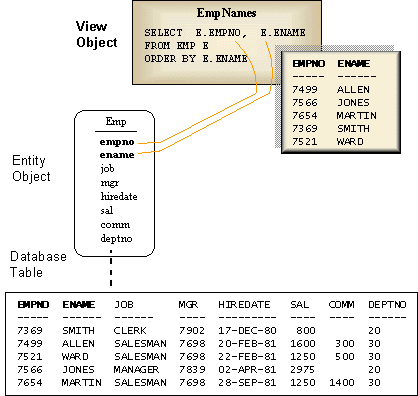 EmpNames
View
Object
SELECT E.EMPNO, E.ENAME
FROM EMP E
ORDER BY E.ENAME
EMPNO ENAME
------ ------
7499 ALLEN
7566 JONES
7654 MARTIN
7369 SMITH
7521 WARD
Emp
empno
ename
job
mgr
hiredate
sal
comm
deptno
Entity
Object
Database
Table
EMPNO ENAME JOB MGR HIREDATE SAL COMM DEPTNO
----- ----- ---- ---- -------- ---- ---- ------
7369 SMITH CLERK 7902 17-DEC-80 800 20
7499 ALLEN SALESMAN 7698 20-FEB-81 1600 300 30
7521 WARD SALESMAN 7698 22-FEB-81 1250 500 30
7566 JONES MANAGER 7839 02-APR-81 2975 20
7654 MARTIN SALESMAN 7698 28-SEP-81 1250 1400 30